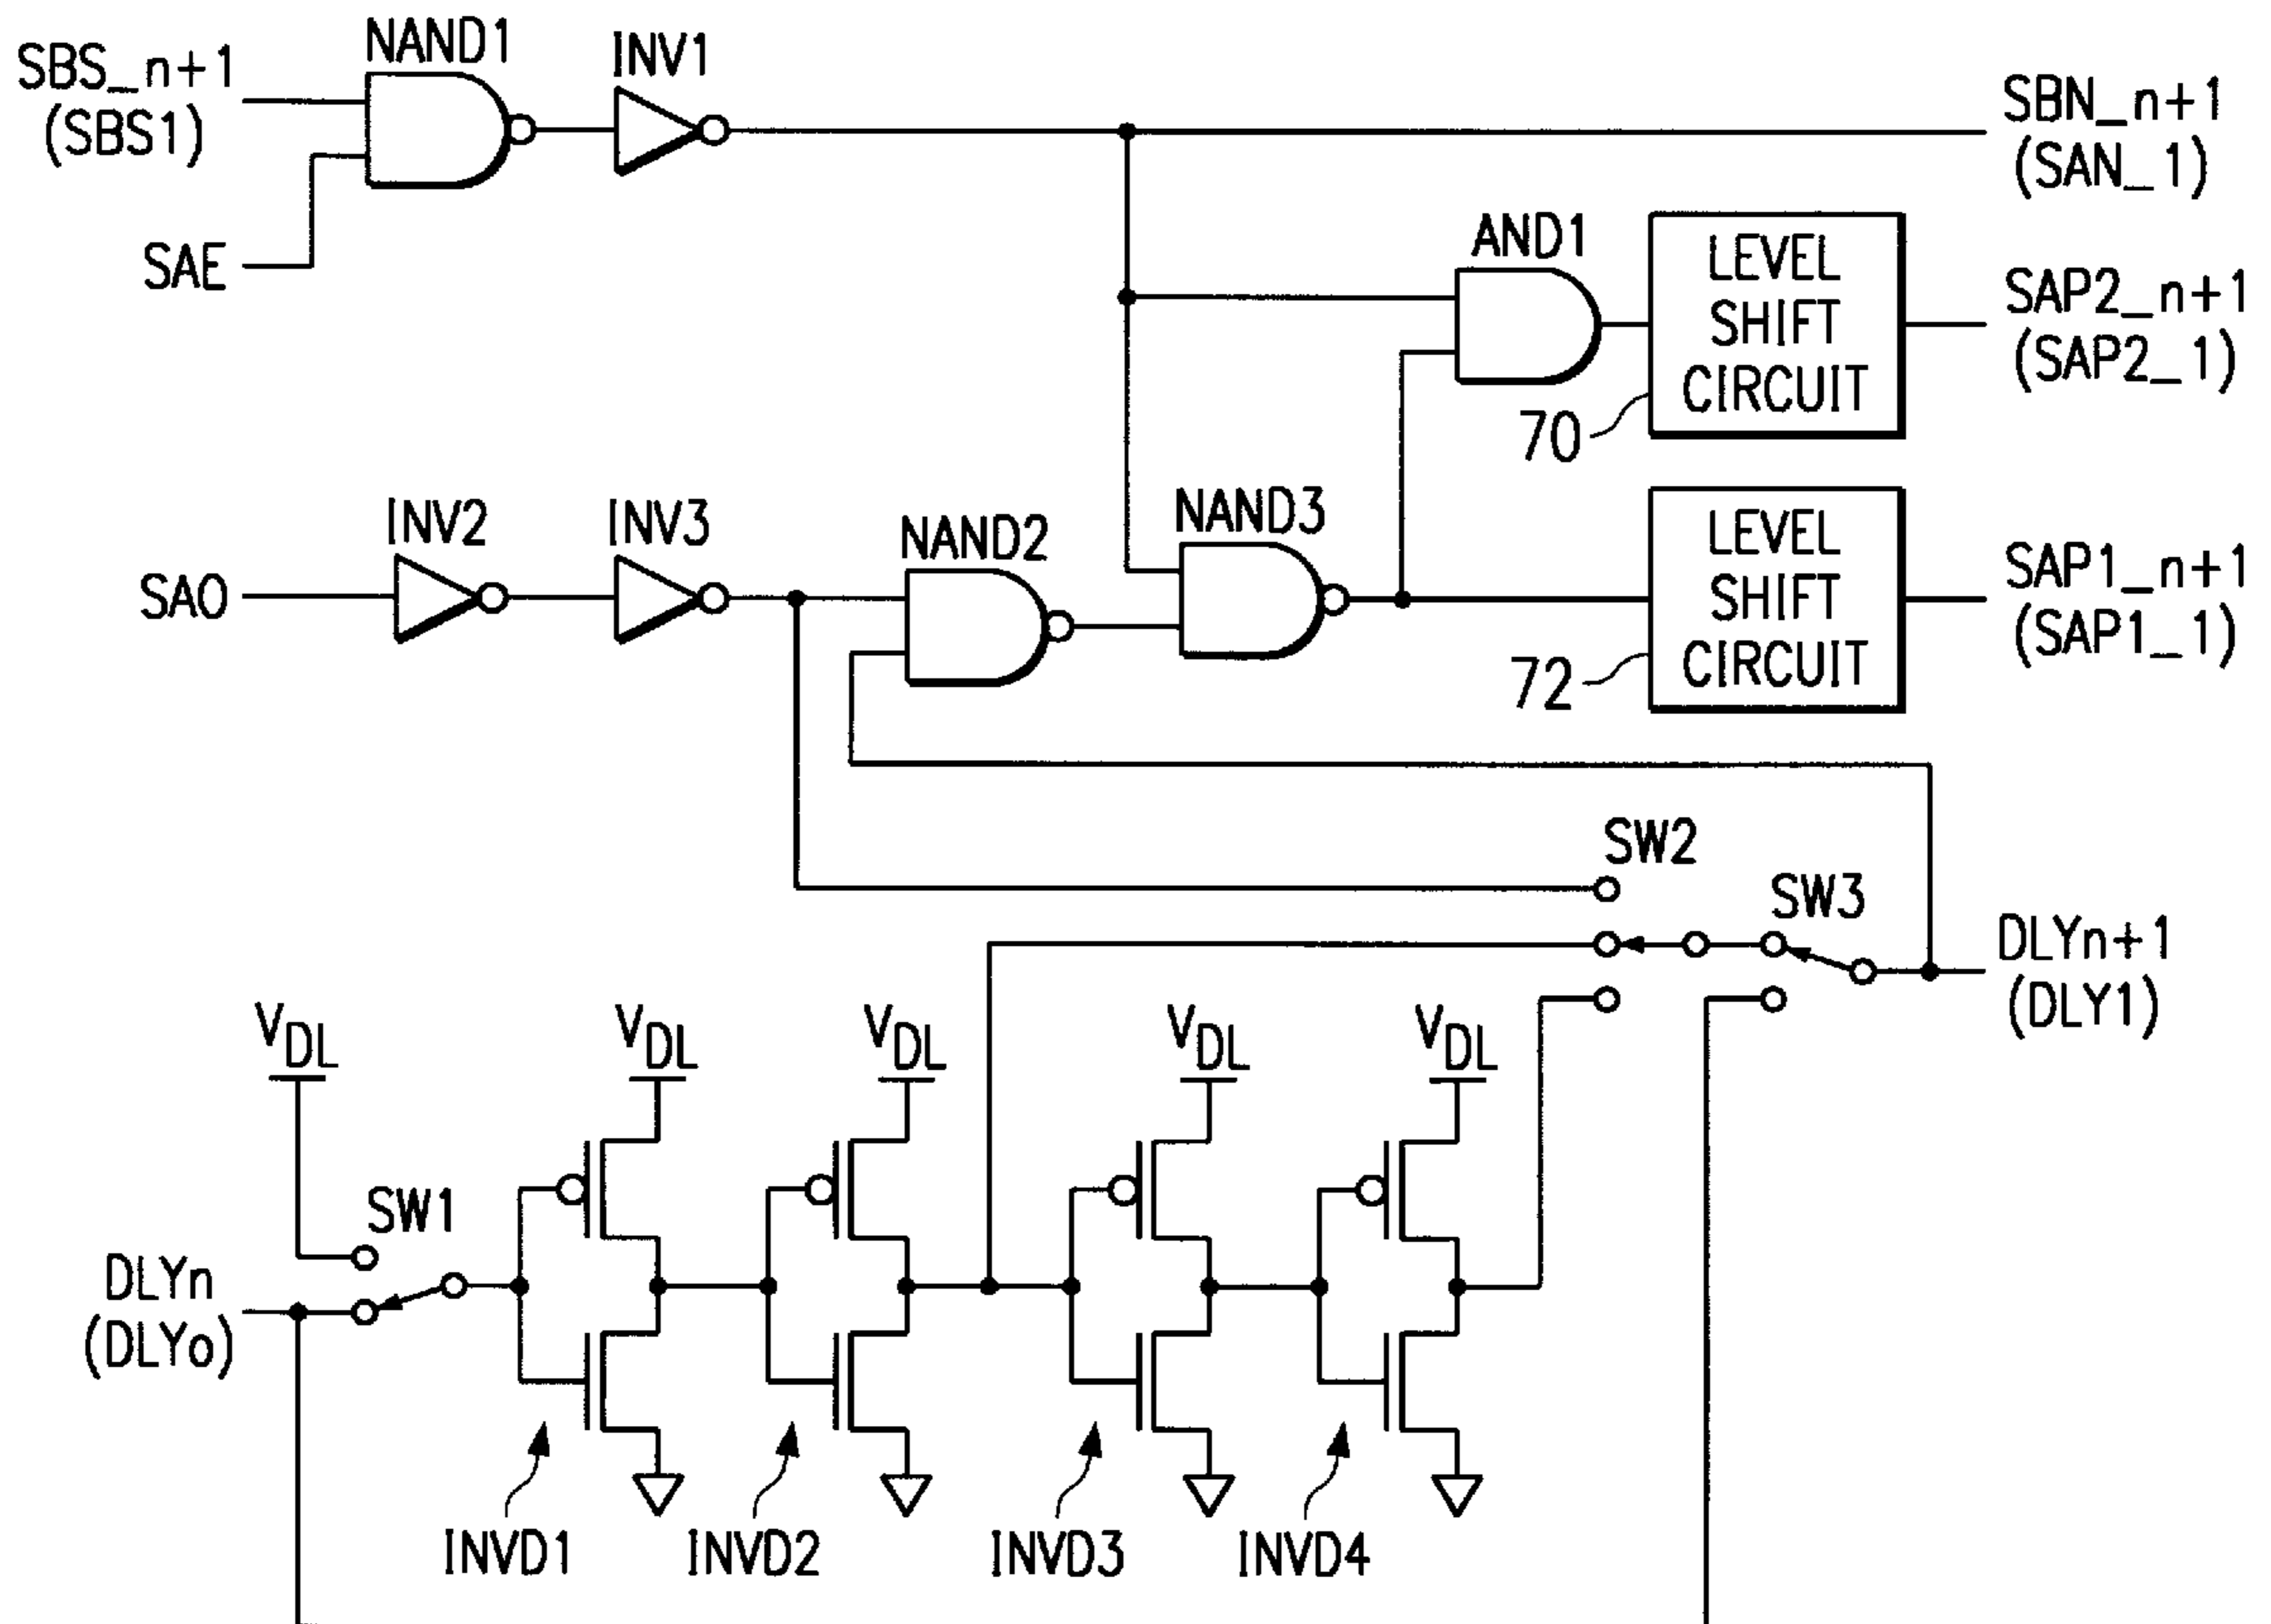 NAND1
INV1
SBS_n+1
(SBS1)
SBN_n+1
(SAN_1)
SAE
AND1
LEVEL
SHIFT
CIRCUIT
SAP2_n+1
(SAP2_1)
70
INV2
INV3
NAND2
NAND3
SAO
LEVEL
SHIFT
CIRCUIT
SAP1_n+1
(SAP1_1)
72
SW2
SW3
DLYn+1
(DLY1)
VDL
VDL
VDL
VDL
VDL
SW1
DLYn
(DLYo)
INVD1
INVD2
INVD3
INVD4